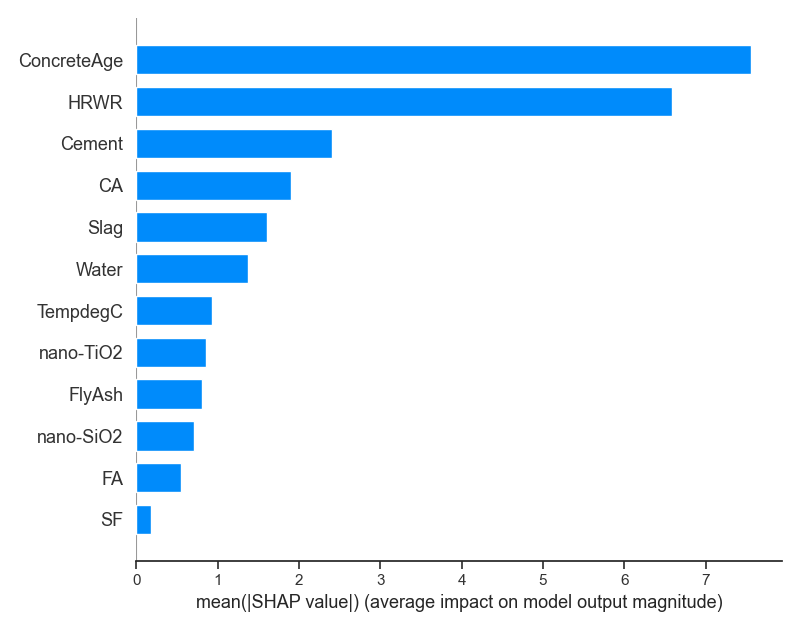 ConcreteAge
HRWR
Cement
CA
Slag
Water
TempdegC
nano-TiO2
FlyAsh
nano-SiO2
FA
SF
0 1 2 3 4 5 6 7
mean(|SHAP value|) (average impact on model output magnitude)